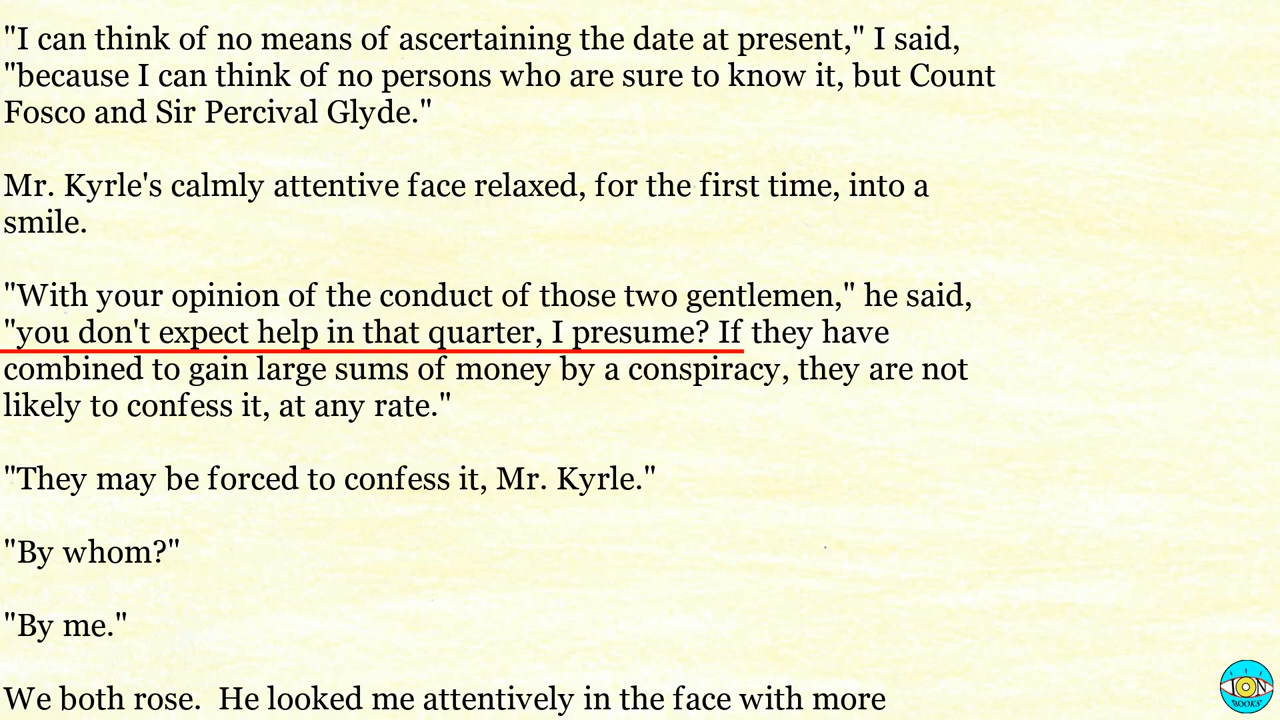 "I can think of no means of ascertaining the date at present," I said,
"because I can think of no persons who are sure to know it, but Count
Fosco and Sir Percival Glyde."
Mr. Kyrle's calmly attentive face relaxed, for the first time, into a
smile.
"With your opinion of the conduct of those two gentlemen," he said,
"you don't expect help in that quarter, I presume? If they have
combined to gain large sums of money by a conspiracy, they are not
likely to confess it, at any rate."
"They may be forced to confess it, Mr. Kyrle."
"By whom?"
"By me."
We both rose.  He looked me attentively in the face with more
ION
BOOKS